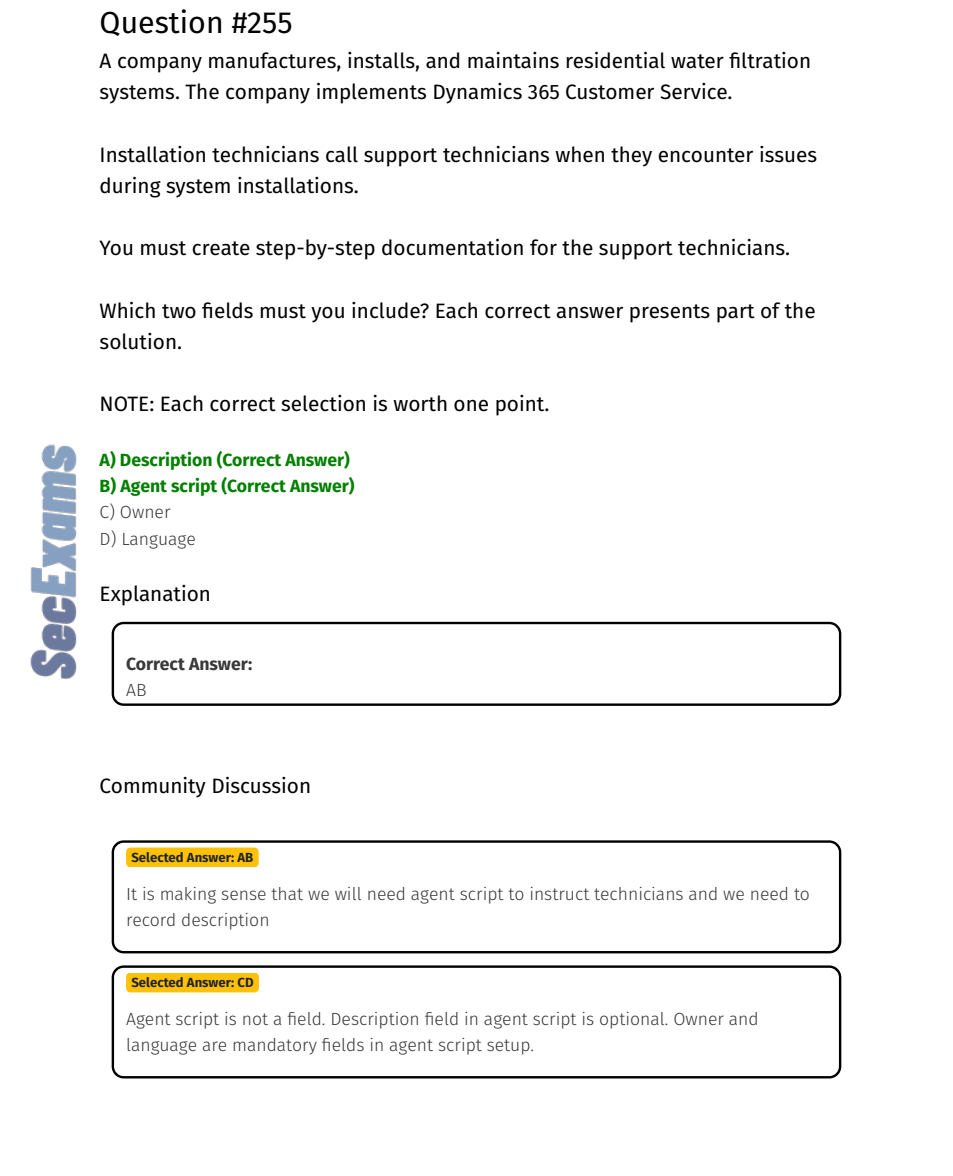 Question #255
A company manufactures, installs, and maintains residential water filtration
systems. The company implements Dynamics 365 Customer Service.
Installation technicians call support technicians when they encounter issues
during system installations.
You must create step-by-step documentation for the support technicians.
Which two fields must you include? Each correct answer presents part of the
solution.
NOTE: Each correct selection is worth one point.
A) Description (Correct Answer)
B) Agent script (Correct Answer)
C) Owner
D) Language
SecExams
Explanation
Correct Answer:
AB
Community Discussion
Selected Answer: AB
It is making sense that we will need agent script to instruct technicians and we need to
record description
Selected Answer: CD
Agent script is not a field. Description field in agent script is optional. Owner and
language are mandatory fields in agent script setup.